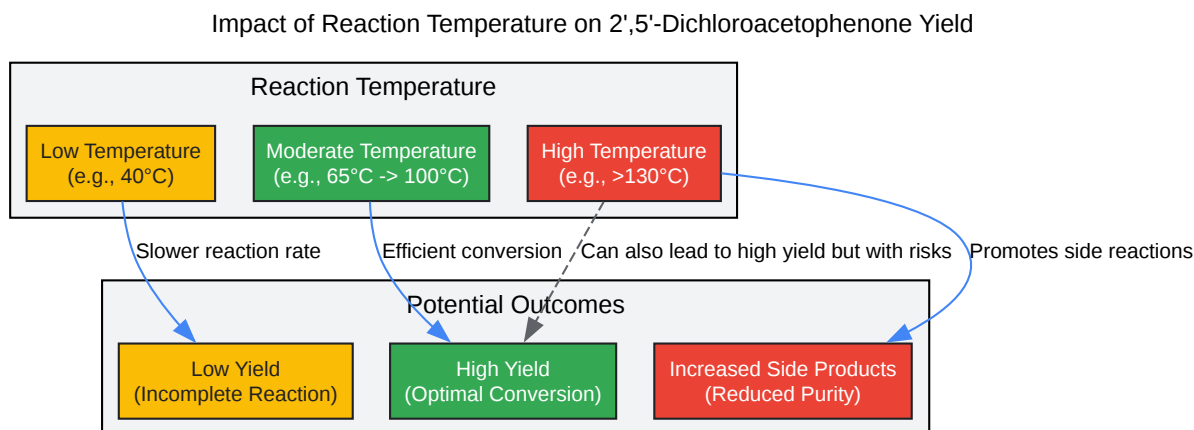 Impact of Reaction Temperature on 2',5'-Dichloroacetophenone Yield
Reaction Temperature
Low Temperature
(e.g., 40°C)
Moderate Temperature
(e.g., 65°C -> 100°C)
High Temperature
(e.g., >130°C)
Slower reaction rate
Efficient conversion
Can also lead to high yield but with risks
Promotes side reactions
Potential Outcomes
Low Yield
(Incomplete Reaction)
High Yield
(Optimal Conversion)
Increased Side Products
(Reduced Purity)